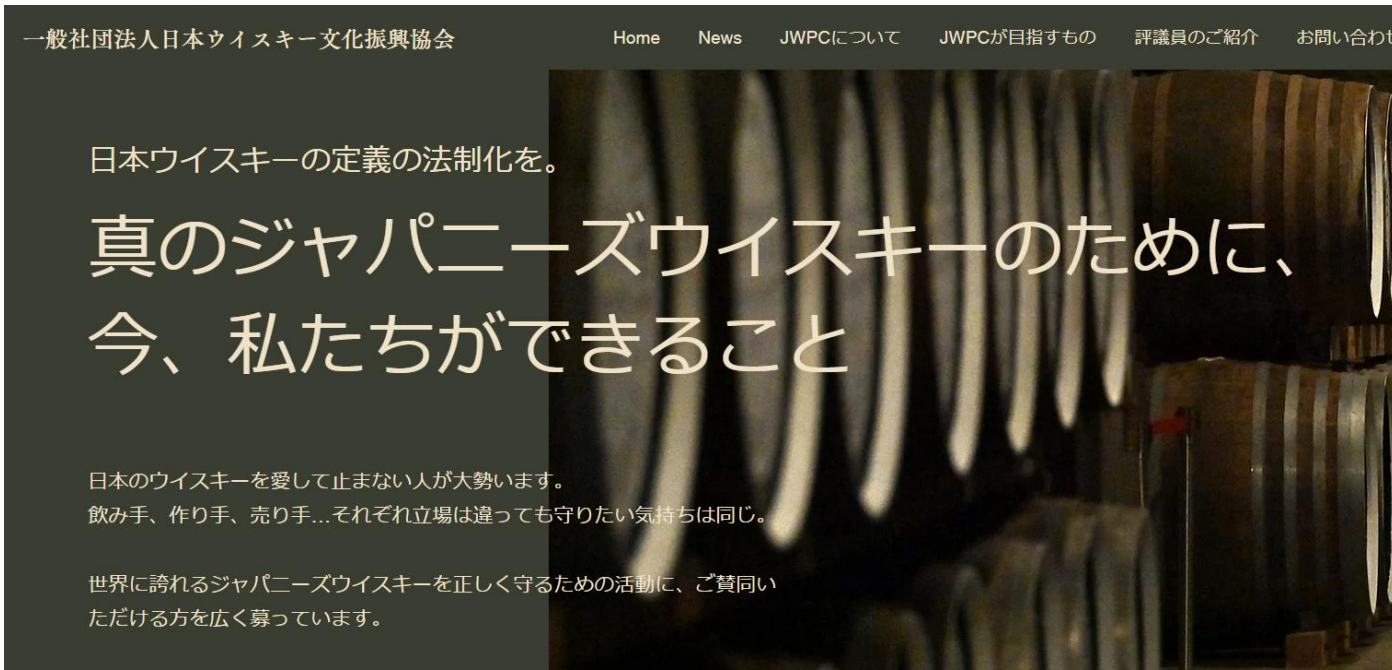 一般社団法人日本ウイスキー文化振興協会
Home News JWPCについて JWPCが目指すもの 評議員のご紹介 お問い合わせ
日本ウイスキーの定義の法制化を。
真のジャパニーズウイスキーのために、
今、私たちができること
日本のウイスキーを愛して止まない人が大勢います。
飲み手、作り手、売り手...それぞれ立場は違っても守りたい気持ちは同じ。
世界に誇れるジャパニーズウイスキーを正しく守るための活動に、ご賛同い
ただける方を広く募っています。